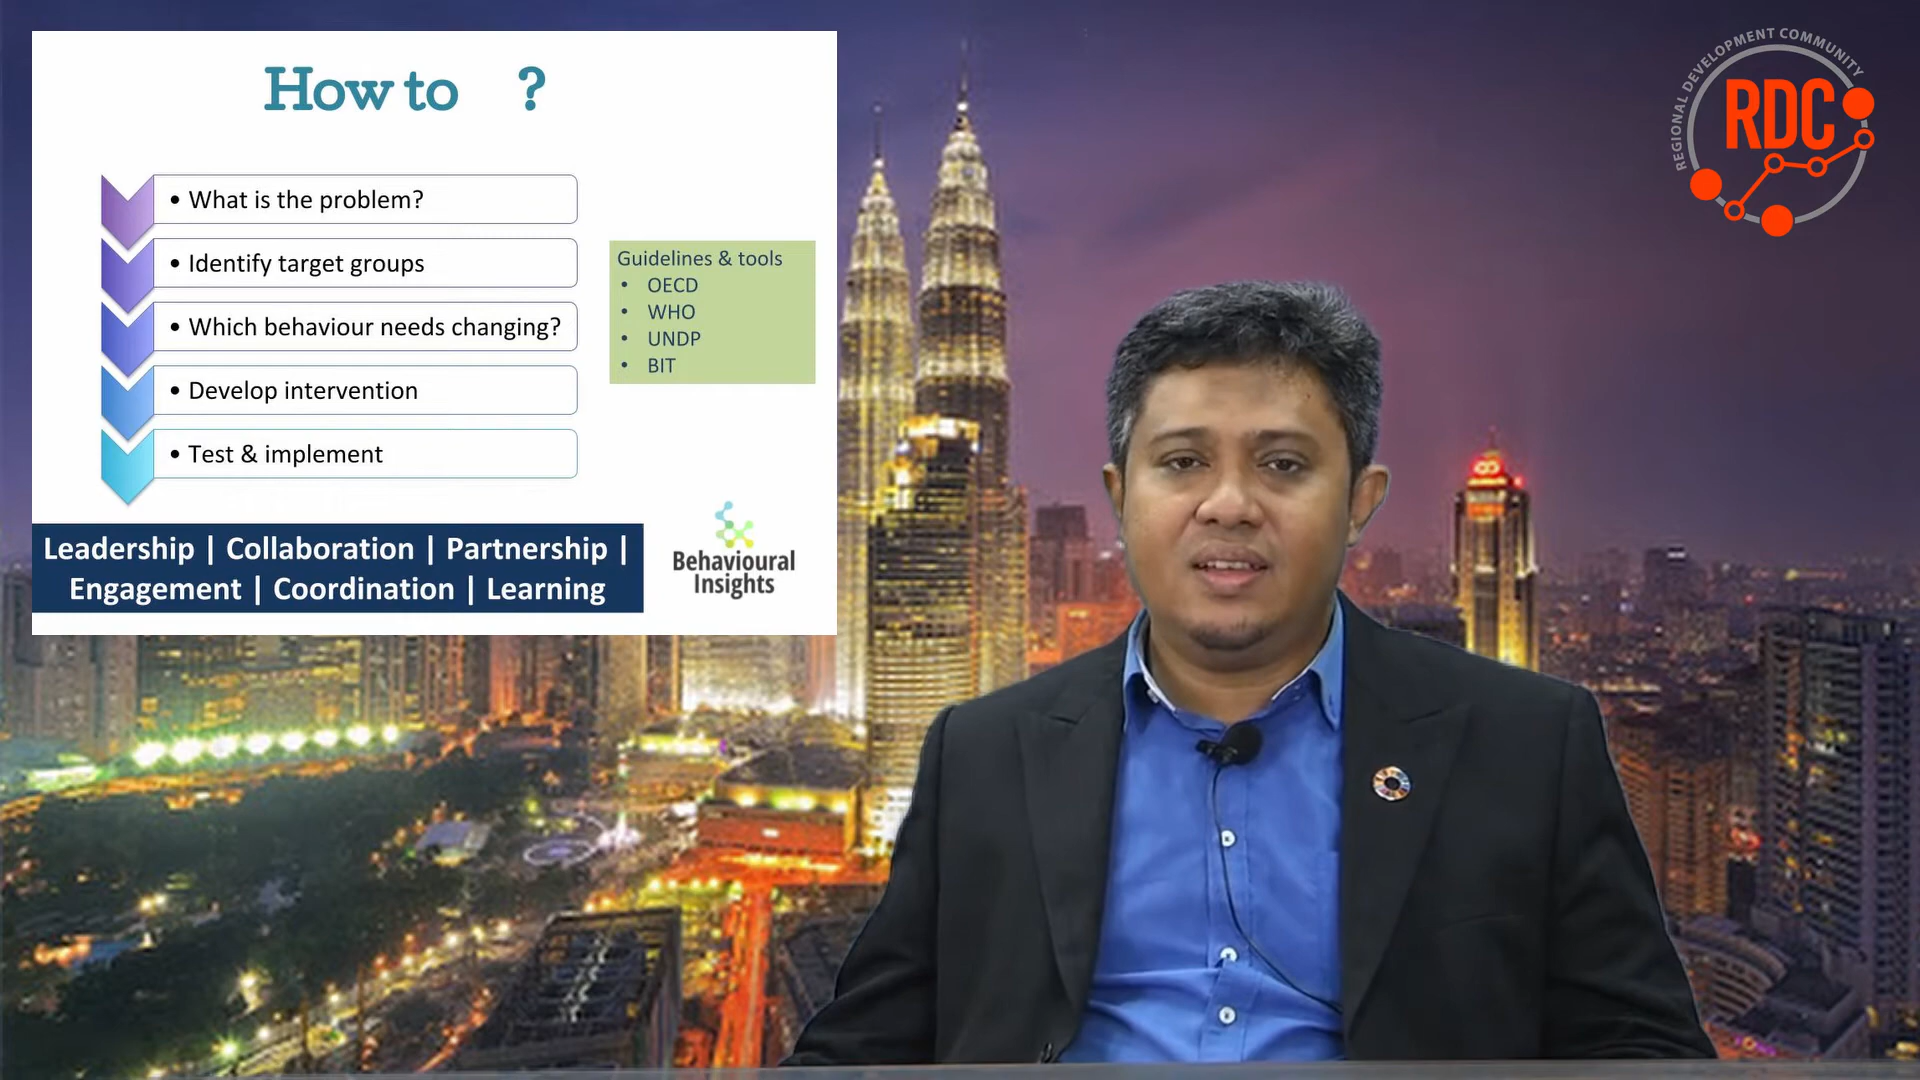 How to ?
• What is the problem?
• Identify target groups
• Which behaviour needs changing?
• Develop intervention
• Test & implement
Guidelines & tools
• OECD
• WHO
• UNDP
• BIT
Leadership | Collaboration | Partnership |
Engagement | Coordination | Learning
Behavioural
Insights
REGIONAL DEVELOPMENT COMMUNITY
RDC